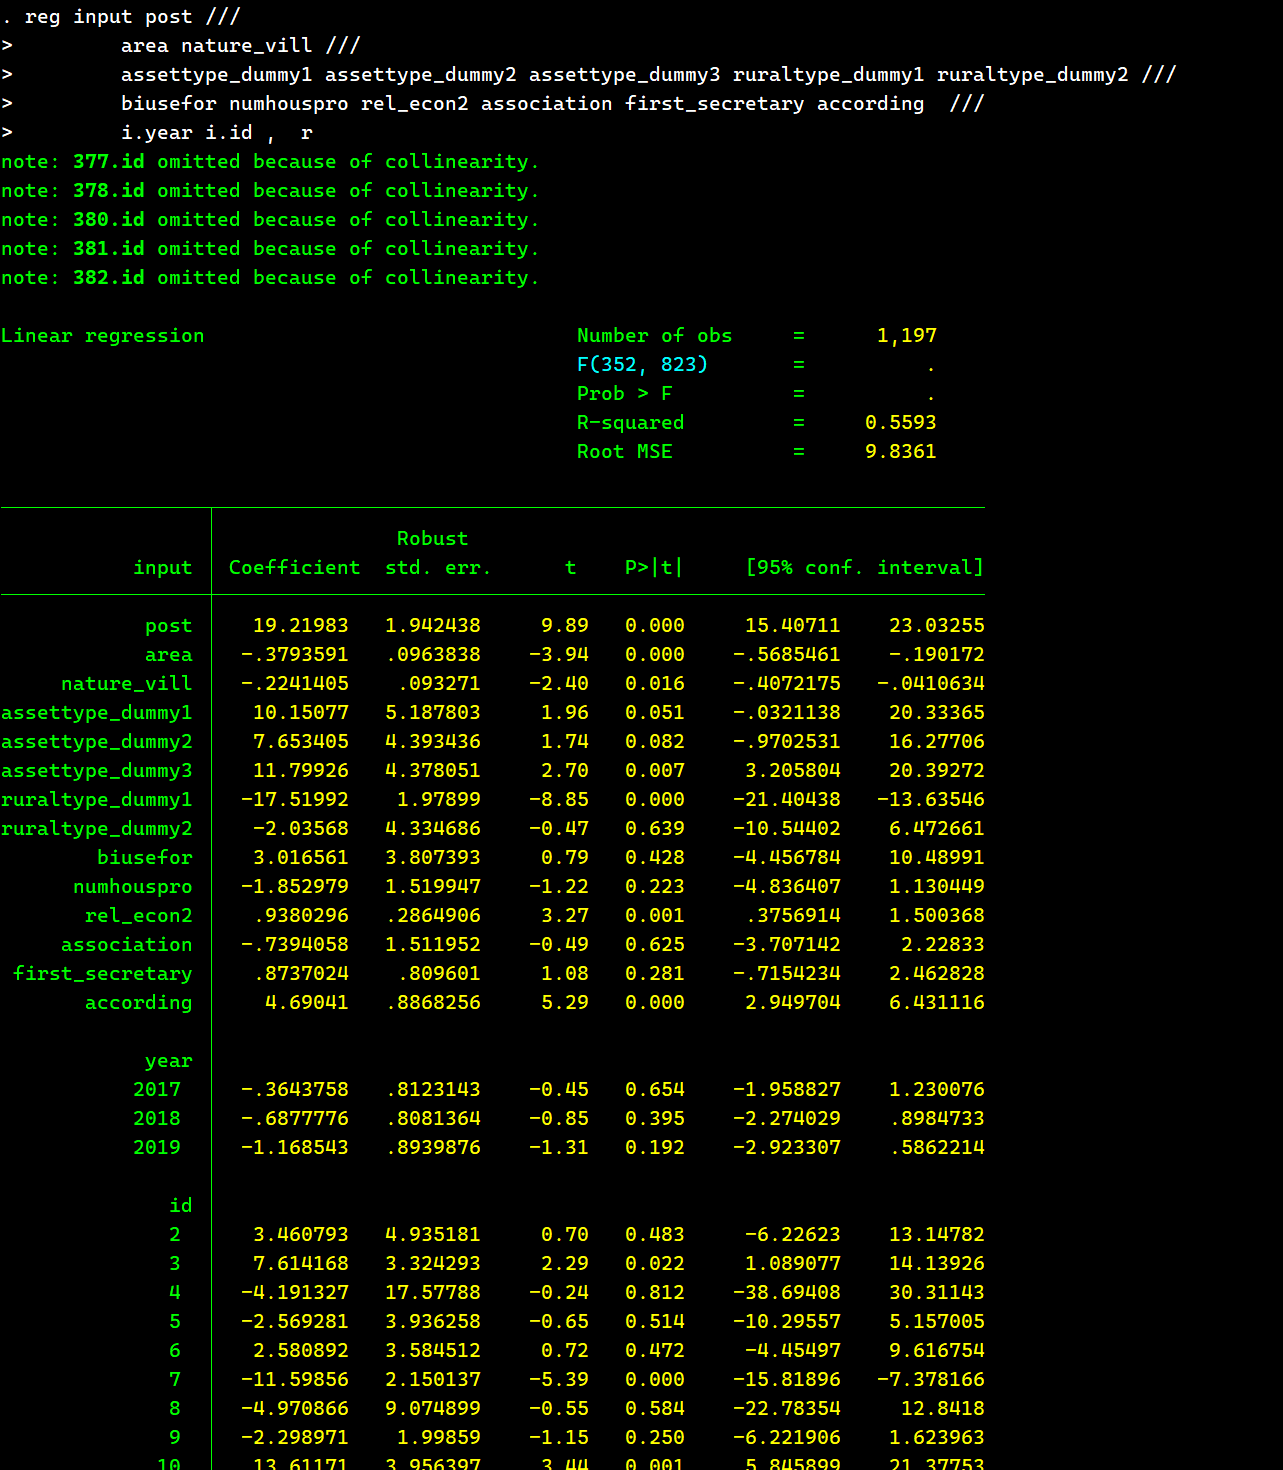 . reg input post ///
> area nature_vill ///
> assettype_dummy1 assettype_dummy2 assettype_dummy3 ruraltype_dummy1 ruraltype_dummy2 ///
> biusefor numhouspro rel_econ2 association first_secretary according ///
> i.year i.id , r
note: 377.id omitted because of collinearity.
note: 378.id omitted because of collinearity.
note: 380.id omitted because of collinearity.
note: 381.id omitted because of collinearity.
note: 382.id omitted because of collinearity.
Linear regression Number of obs = 1,197
F(352, 823) = .
Prob > F = .
R-squared = 0.5593
Root MSE = 9.8361
Robust
input Coefficient std. err. t P>|t| [95% conf. interval]
post 19.21983 1.942438 9.89 0.000 15.40711 23.03255
area -.3793591 .0963838 -3.94 0.000 -.5685461 -.190172
nature_vill -.2241405 .093271 -2.40 0.016 -.4072175 -.0410634
assettype_dummy1 10.15077 5.187803 1.96 0.051 -.0321138 20.33365
assettype_dummy2 7.653405 4.393436 1.74 0.082 -.9702531 16.27706
assettype_dummy3 11.79926 4.378051 2.70 0.007 3.205804 20.39272
ruraltype_dummy1 -17.51992 1.97899 -8.85 0.000 -21.40438 -13.63546
ruraltype_dummy2 -2.03568 4.334686 -0.47 0.639 -10.54402 6.472661
biusefor 3.016561 3.807393 0.79 0.428 -4.456784 10.48991
numhouspro -1.852979 1.519947 -1.22 0.223 -4.836407 1.130449
rel_econ2 .9380296 .2864906 3.27 0.001 .3756914 1.500368
association -.7394058 1.511952 -0.49 0.625 -3.707142 2.22833
first_secretary .8737024 .809601 1.08 0.281 -.7154234 2.462828
according 4.69041 .8868256 5.29 0.000 2.949704 6.431116
year
2017 -.3643758 .8123143 -0.45 0.654 -1.958827 1.230076
2018 -.6877776 .8081364 -0.85 0.395 -2.274029 .8984733
2019 -1.168543 .8939876 -1.31 0.192 -2.923307 .5862214
id
2 3.460793 4.935181 0.70 0.483 -6.22623 13.14782
3 7.614168 3.324293 2.29 0.022 1.089077 14.13926
4 -4.191327 17.57788 -0.24 0.812 -38.69408 30.31143
5 -2.569281 3.936258 -0.65 0.514 -10.29557 5.157005
6 2.580892 3.584512 0.72 0.472 -4.45497 9.616754
7 -11.59856 2.150137 -5.39 0.000 -15.81896 -7.378166
8 -4.970866 9.074899 -0.55 0.584 -22.78354 12.8418
9 -2.298971 1.99859 -1.15 0.250 -6.221906 1.623963
10 13.61171 3.956397 3.44 0.001 5.845899 21.37753